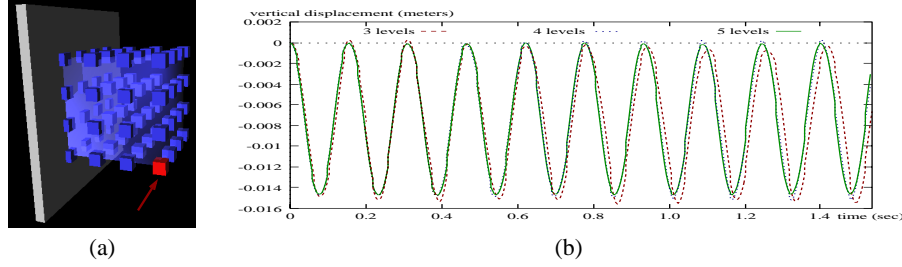 vertical displacement (meters)
3 levels 4 levels 5 levels
0.002
0
-0.002
-0.004
-0.006
-0.008
-0.01
-0.012
-0.014
-0.016
0 0.2 0.4 0.6 0.8 1.0 1.2 1.4 time (sec)
(a) (b)